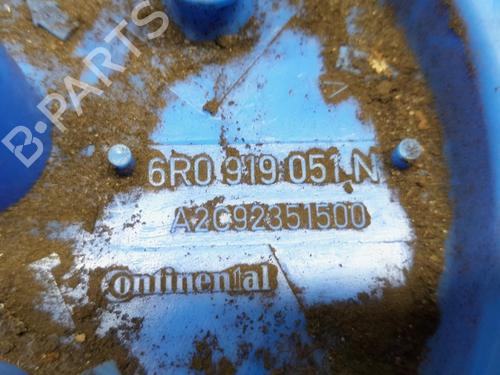 B-PARTS
6R0 919 051 N
A2C92351500
Continental